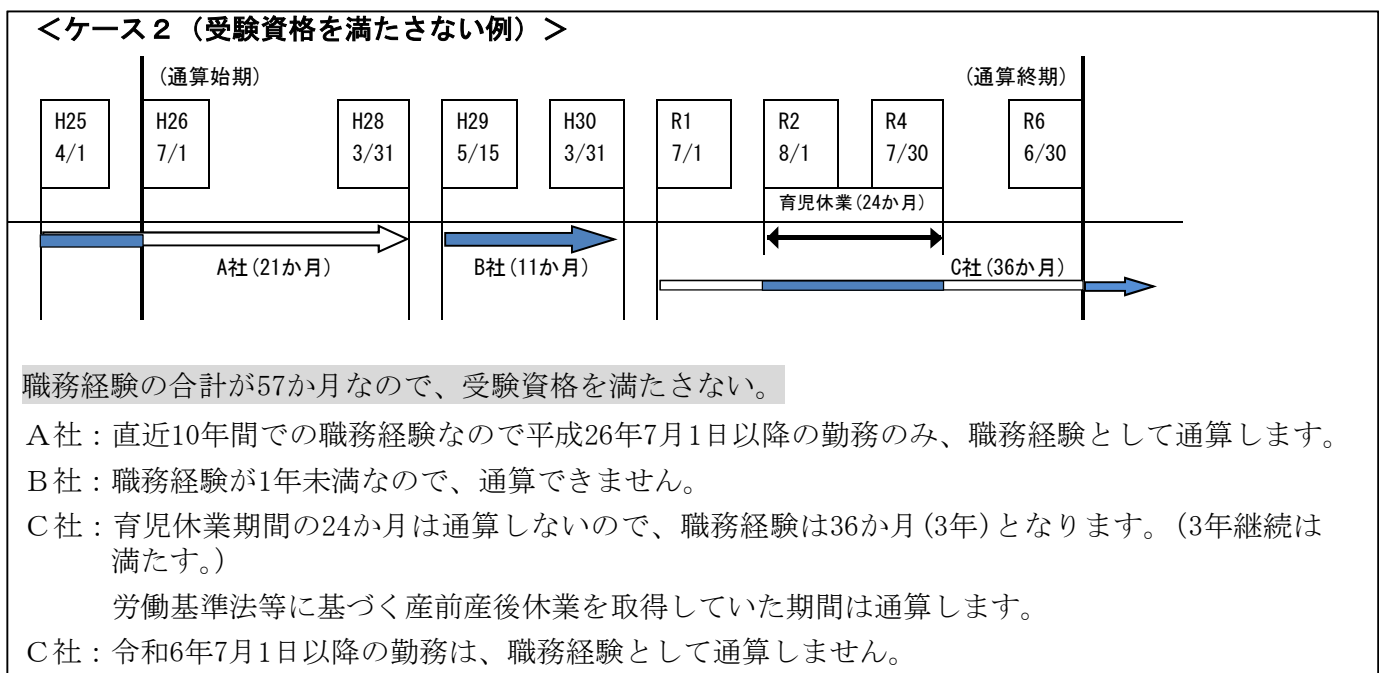 ＜ケース２（受験資格を満たさない例）＞
（通算始期）
（通算終期）
H25 H26 H28 H29 H30 R1 R2 R4 R6
4/1 7/1 3/31 5/15 3/31 7/1 8/1 7/30 6/30
育児休業(24か月)
A社(21か月) B社(11か月) C社(36か月)
職務経験の合計が57か月なので、受験資格を満たさない。
Ａ社：直近10年間での職務経験なので平成26年7月1日以降の勤務のみ、職務経験として通算します。
Ｂ社：職務経験が1年未満なので、通算できません。
Ｃ社：育児休業期間の24か月は通算しないので、職務経験は36か月(3年)となります。(3年継続は
満たす。)
労働基準法等に基づく産前産後休業を取得していた期間は通算します。
Ｃ社：令和6年7月1日以降の勤務は、職務経験として通算しません。